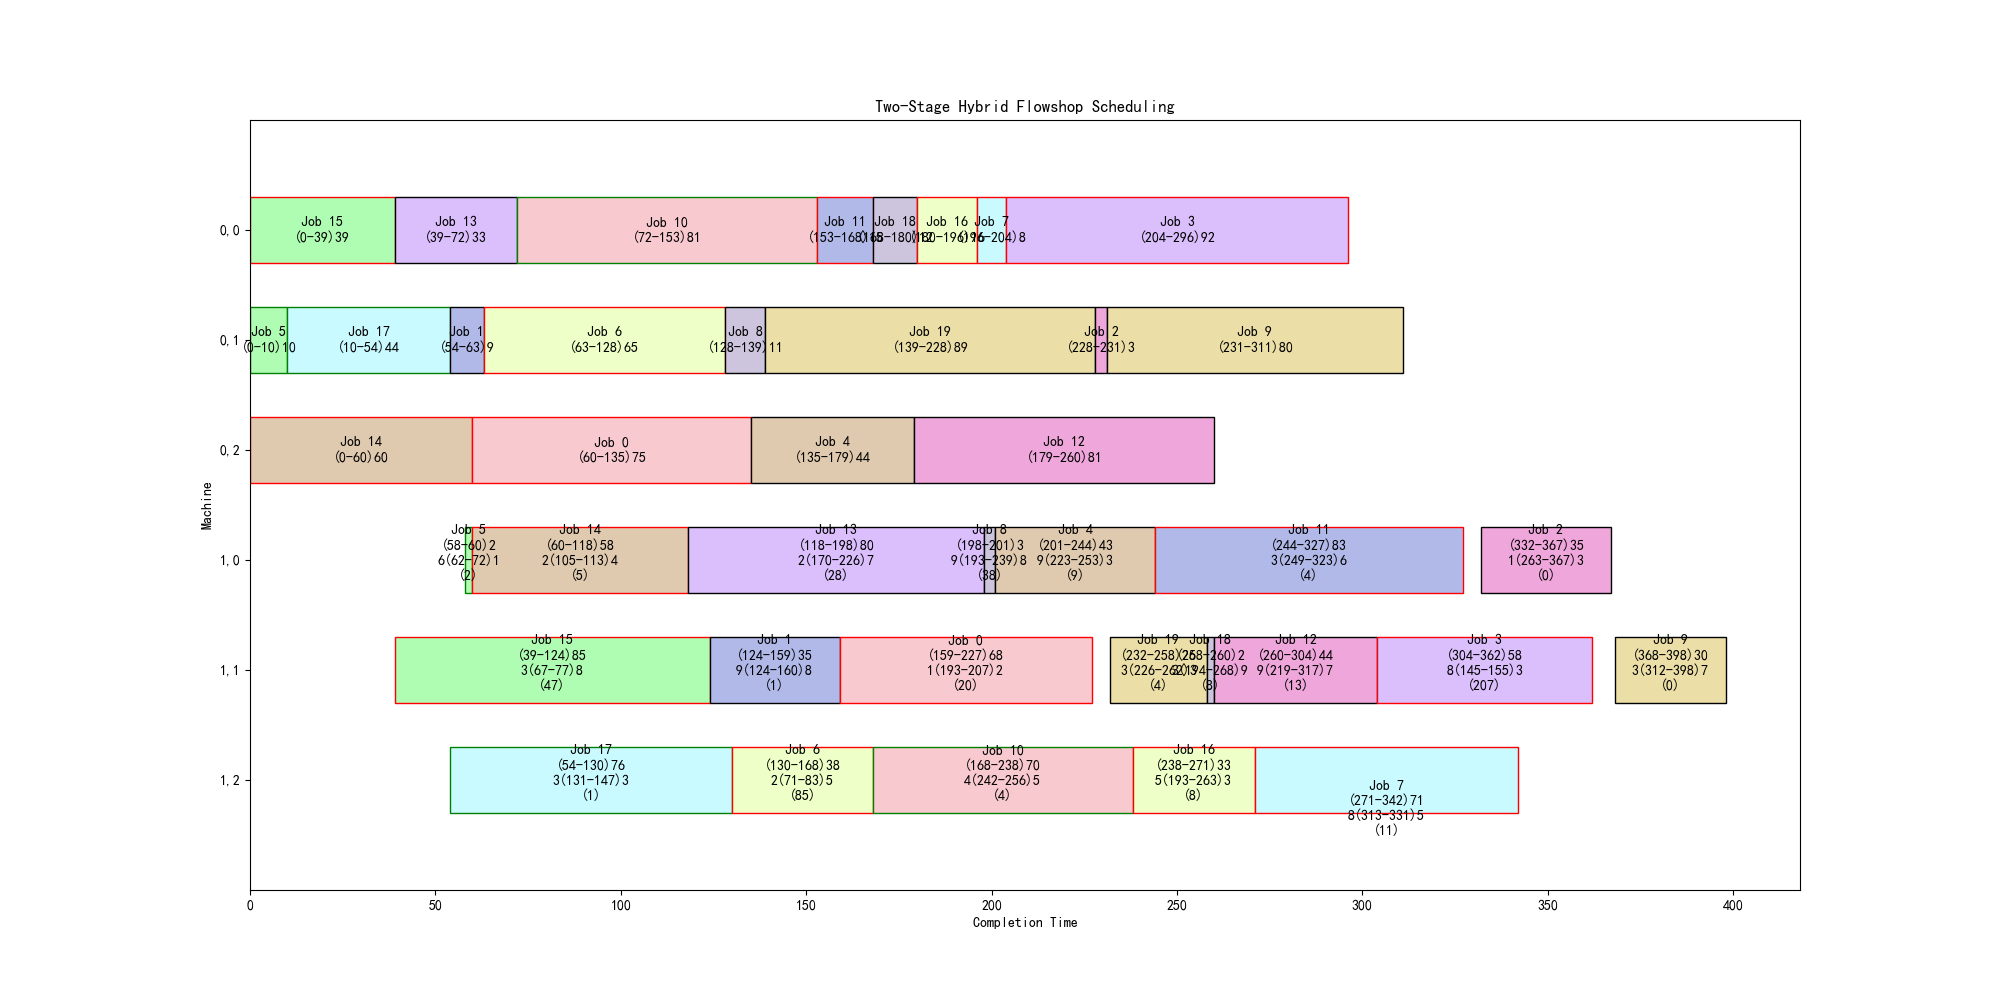 Two-Stage Hybrid Flowshop Scheduling
0,0
Job 15
(0-39)39
Job 13
(39-72)33
Job 10
(72-153)81
Job 11
(153-168)15
Job 18
(168-180)12
Job 16
(180-196)16
Job 7
(196-204)8
Job 3
(204-296)92
0,1
Job 5
(0-10)10
Job 17
(10-54)44
Job 1
(54-63)9
Job 6
(63-128)65
Job 8
(128-139)11
Job 19
(139-228)89
Job 2
(228-231)3
Job 9
(231-311)80
0,2
Job 14
(0-60)60
Job 0
(60-135)75
Job 4
(135-179)44
Job 12
(179-260)81
Machine
1,0
Job 5
(58-60)2
6(62-72)1
(2)
Job 14
(60-118)58
2(105-113)4
(5)
Job 13
(118-198)80
2(170-226)7
(28)
Job 8
(198-201)3
9(193-239)8
(38)
Job 4
(201-244)43
9(223-253)3
(9)
Job 11
(244-327)83
3(249-323)6
(4)
Job 2
(332-367)35
1(263-367)3
(0)
1,1
Job 15
(39-124)85
3(67-77)8
(47)
Job 1
(124-159)35
9(124-160)8
(1)
Job 0
(159-227)68
1(193-207)2
(20)
Job 19
(232-258)26
3(226-262)3
(4)
Job 18
(258-260)2
(8)
Job 12
(260-304)44
9(219-317)7
(13)
Job 3
(304-362)58
8(145-155)3
(207)
Job 9
(368-398)30
3(312-398)7
(0)
1,2
Job 17
(54-130)76
3(131-147)3
(1)
Job 6
(130-168)38
2(71-83)5
(85)
Job 10
(168-238)70
4(242-256)5
(4)
Job 16
(238-271)33
5(193-263)3
(8)
Job 7
(271-342)71
8(313-331)5
(11)
0
50
100
150
200
250
300
350
400
Completion Time